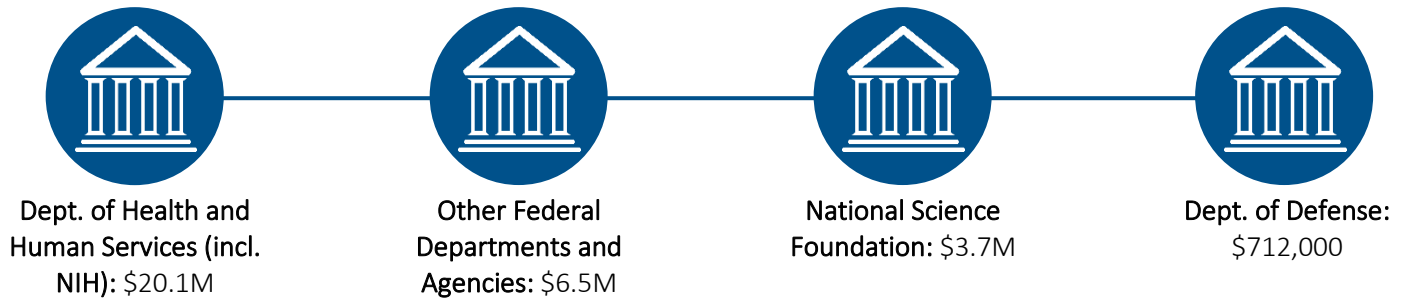 Dept. of Health and
Human Services (incl.
NIH): $20.1M
Other Federal
Departments and
Agencies: $6.5M
National Science
Foundation: $3.7M
Dept. of Defense:
$712,000